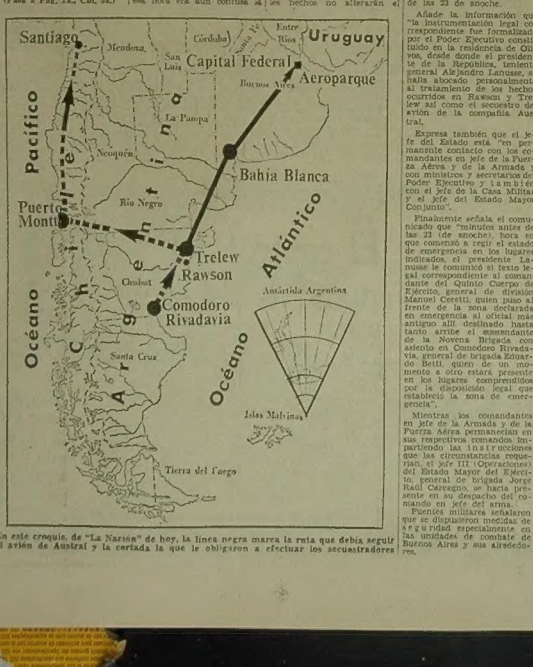 Santiago
Mendoza
San
Luis
Córdoba
Santa Fe
Entre
Ríos
Uruguay
Capital Federal
Aeroparque
Buenos Aires
La Pampa
Pacífico
Neuquén
Bahía Blanca
Río Negro
Puerto
Montt
Trelew
Rawson
Chubut
Comodoro
Rivadavia
Océano
Chile
Argentina
Océano Atlántico
Antártida Argentina
Santa Cruz
Islas Malvinas
Tierra del Fuego
En este croquis, de "La Nación" de hoy, la línea negra marca la ruta que debía seguir
el avión de Austral y la cortada la que le obligaron a efectuar los secuestradores
de las 23 de anoche.
Añade la información que
"la instrumentación legal co
rrespondiente fue formalizad
por el Poder Ejecutivo consti
tuido en la residencia de Oli
vos, desde donde el presiden
te de la República, tenient
general Alejandro Lanusse, s
halla abocado personalment
al tratamiento de los hecho
ocurridos en Rawson y Tre
lew así como el secuestro de
avión de la compañía Aus
tral.
Expresa también que el je-
fe del Estado está "en per
manente contacto con los co-
mandantes en jefe de la Fuer
za Aérea y de la Armada y
con ministros y secretarios de
Poder Ejecutivo y también
con el jefe de la Casa Milita
y el jefe del Estado Mayo
Conjunto".
Finalmente señala el comu-
nicado que "minutos antes de
las 23 (de anoche), hora en
que comenzó a regir el estado
de emergencia en los lugares
indicados, el presidente La-
nusse le comunicó el texto le-
gal correspondiente al coman-
dante del Quinto Cuerpo de
Ejército, general de división
Manuel Ceretti, quien puso al
frente de la zona declarada
en emergencia al oficial más
antiguo allí destinado hasta
tanto arribe el comandante
de la Novena Brigada con
asiento en Comodoro Rivada-
via, general de brigada Eduar-
do Betti, quien de un mo-
mento a otro estará presente
en los lugares comprendidos
por la disposición legal que
estableció la zona de emer-
gencia".
Mientras los comandantes
en jefe de la Armada y de la
Fuerza Aérea permanecían en
sus respectivos comandos im-
partiendo las instrucciones
que las circunstancias reque-
rían, el jefe III (Operaciones)
del Estado Mayor del Ejérci-
to, general de brigada Jorge
Raúl Carcagno, se hacía pre-
sente en su despacho del co-
mando en jefe del arma.
Fuentes militares señalaron
que se dispusieron medidas de
seguridad especialmente en
las unidades de combate de
Buenos Aires y sus alrededo-
res.